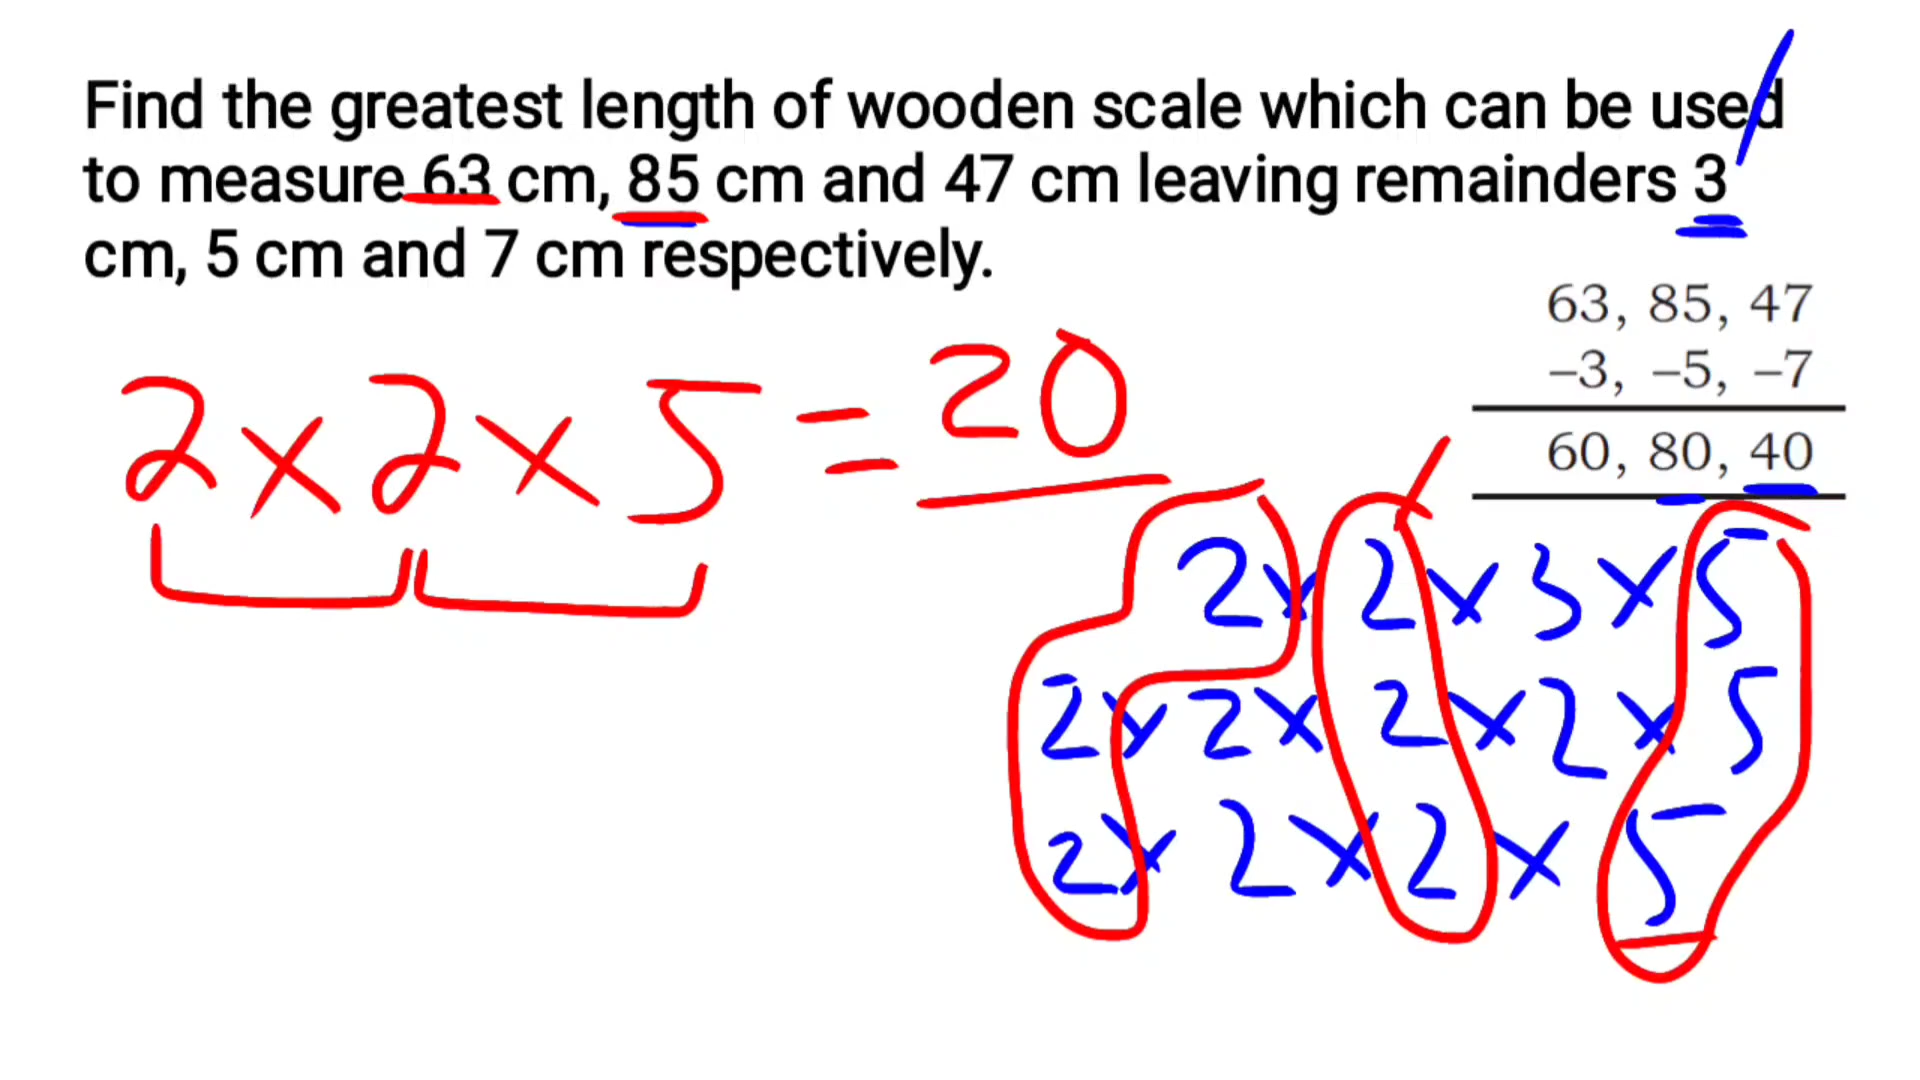 Find the greatest length of wooden scale which can be used
to measure 63 cm, 85 cm and 47 cm leaving remainders 3
cm, 5 cm and 7 cm respectively.
63, 85, 47
–3, –5, –7
60, 80, 40
2×2×5=20
2×2×3×5
2×2×2×2×5
2×2×2×5